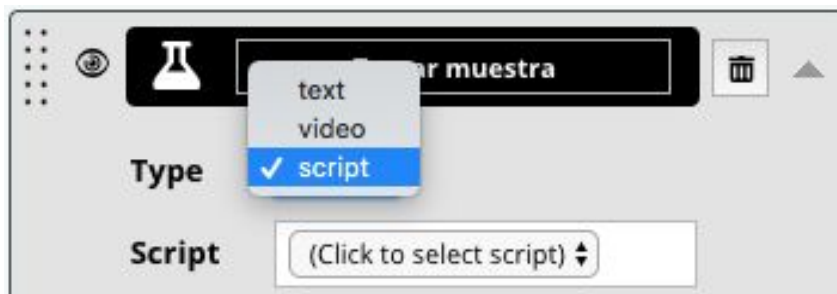 muestra
text
video
Type
✓ script
Script
(Click to select script)